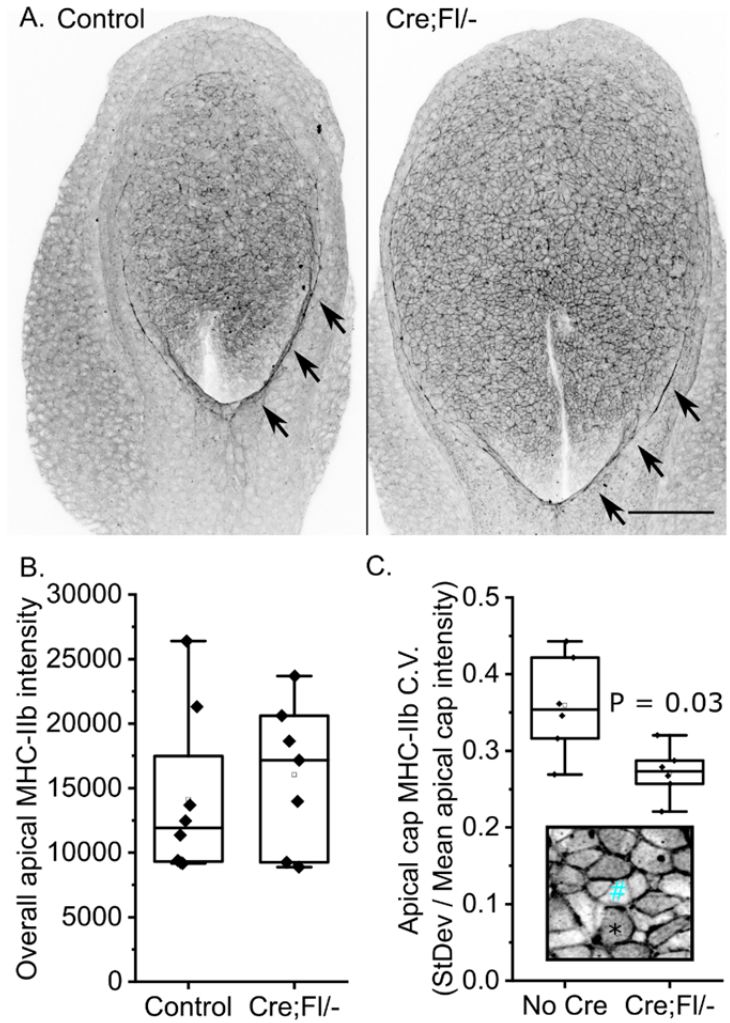 A. Control
Cre;Fl/-
B.
Overall apical MHC-IIb intensity
30000
25000
20000
15000
10000
5000
0
Control
Cre;Fl/-
C.
Apical cap MHC-IIb C.V.
(StDev / Mean apical cap intensity)
0.5
0.4
0.3
0.2
0.1
0.0
P = 0.03
#
*
No Cre
Cre;Fl/-